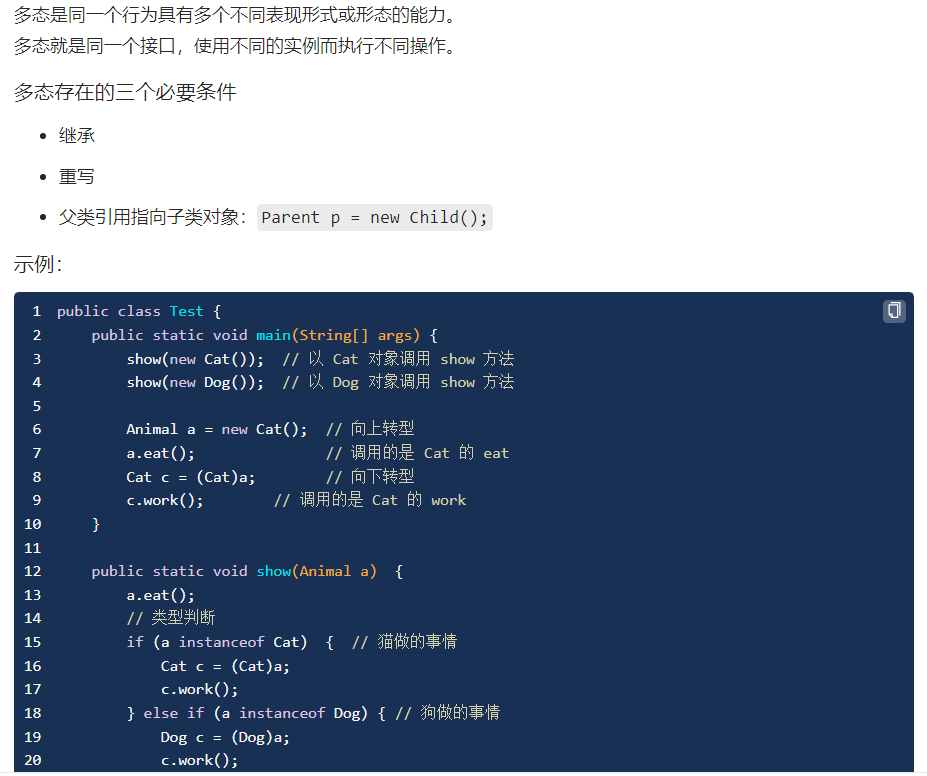 多态是同一个行为具有多个不同表现形式或形态的能力。
多态就是同一个接口，使用不同的实例而执行不同操作。
多态存在的三个必要条件
• 继承
• 重写
• 父类引用指向子类对象：Parent p = new Child();
示例：
1 public class Test {
2     public static void main(String[] args) {
3         show(new Cat());  // 以 Cat 对象调用 show 方法
4         show(new Dog());  // 以 Dog 对象调用 show 方法
5
6         Animal a = new Cat();  // 向上转型
7         a.eat();               // 调用的是 Cat 的 eat
8         Cat c = (Cat)a;        // 向下转型
9         c.work();        // 调用的是 Cat 的 work
10     }
11
12     public static void show(Animal a)  {
13         a.eat();
14         // 类型判断
15         if (a instanceof Cat)  {  // 猫做的事情
16             Cat c = (Cat)a;
17             c.work();
18         } else if (a instanceof Dog) { // 狗做的事情
19             Dog c = (Dog)a;
20             c.work();